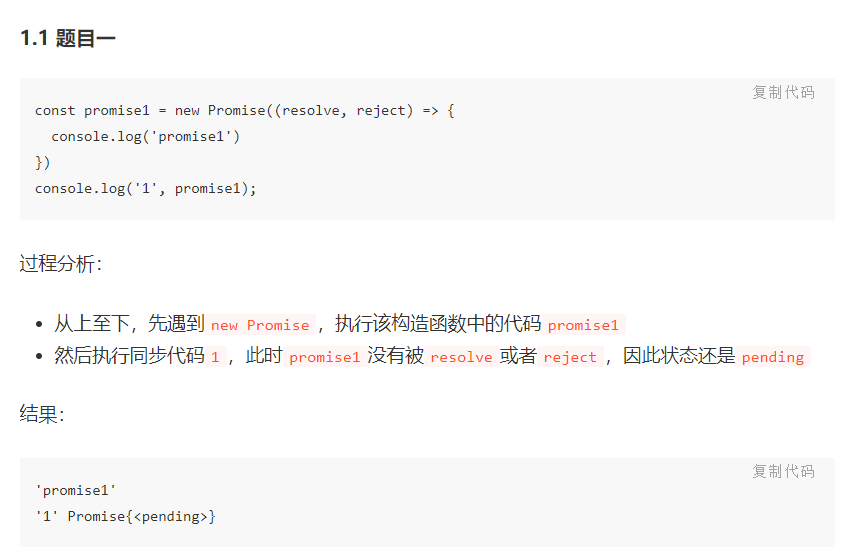 1.1 题目一
复制代码
const promise1 = new Promise((resolve, reject) => {
  console.log('promise1')
})
console.log('1', promise1);
过程分析：
从上至下，先遇到 new Promise ，执行该构造函数中的代码 promise1
然后执行同步代码 1 ，此时 promise1 没有被 resolve 或者 reject ，因此状态还是 pending
结果：
复制代码
'promise1'
'1' Promise{<pending>}